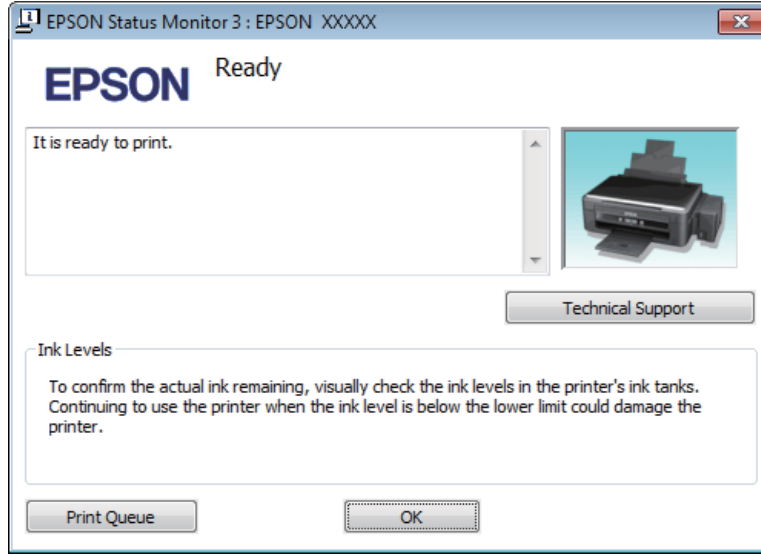 EPSON Status Monitor 3 : EPSON XXXXX
EPSON
Ready
It is ready to print.
Technical Support
Ink Levels
To confirm the actual ink remaining, visually check the ink levels in the printer's ink tanks.
Continuing to use the printer when the ink level is below the lower limit could damage the
printer.
Print Queue
OK